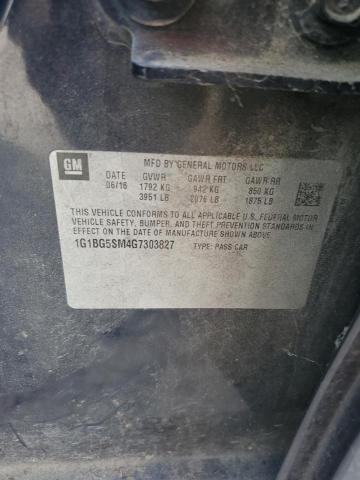 GM
MFD BY GENERAL MOTORS LLC
DATE GVWR GAWR FRT GAWR RR
06/16 1792 KG 942 KG 850 KG
3951 LB 2076 LB 1875 LB
THIS VEHICLE CONFORMS TO ALL APPLICABLE U.S. FEDERAL MOTOR
VEHICLE SAFETY, BUMPER, AND THEFT PREVENTION STANDARDS IN
EFFECT ON THE DATE OF MANUFACTURE SHOWN ABOVE.
1G1BG5SM4G7303827 TYPE: PASS CAR